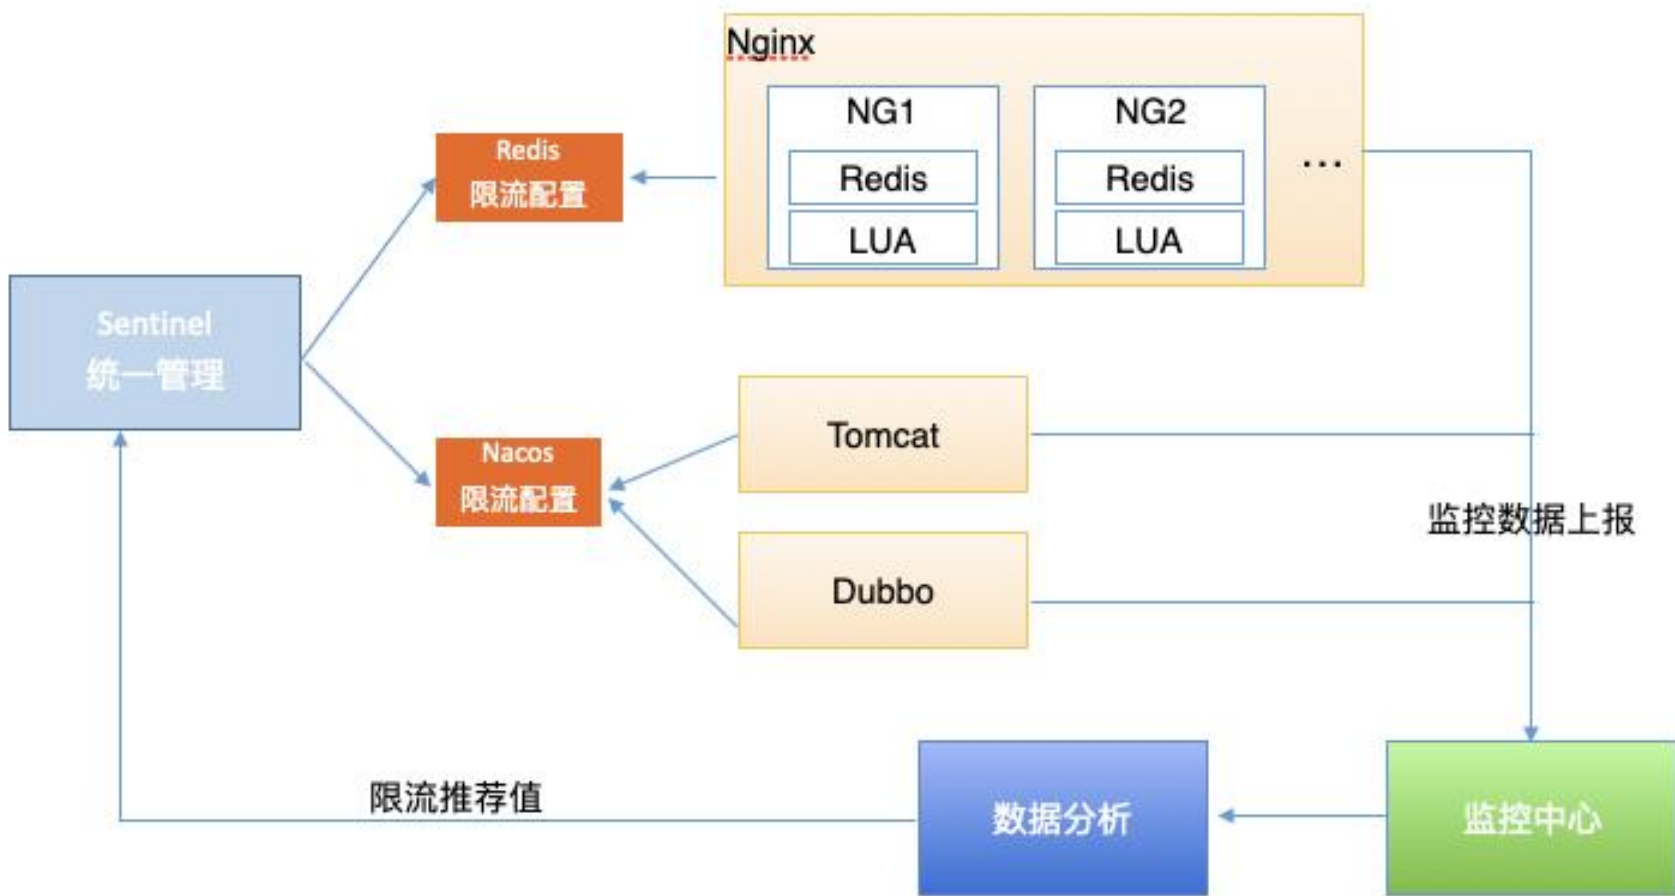 Nginx
NG1
Redis
LUA
NG2
Redis
LUA
...
Redis
限流配置
Sentinel
统一管理
Nacos
限流配置
Tomcat
Dubbo
监控数据上报
限流推荐值
数据分析
监控中心